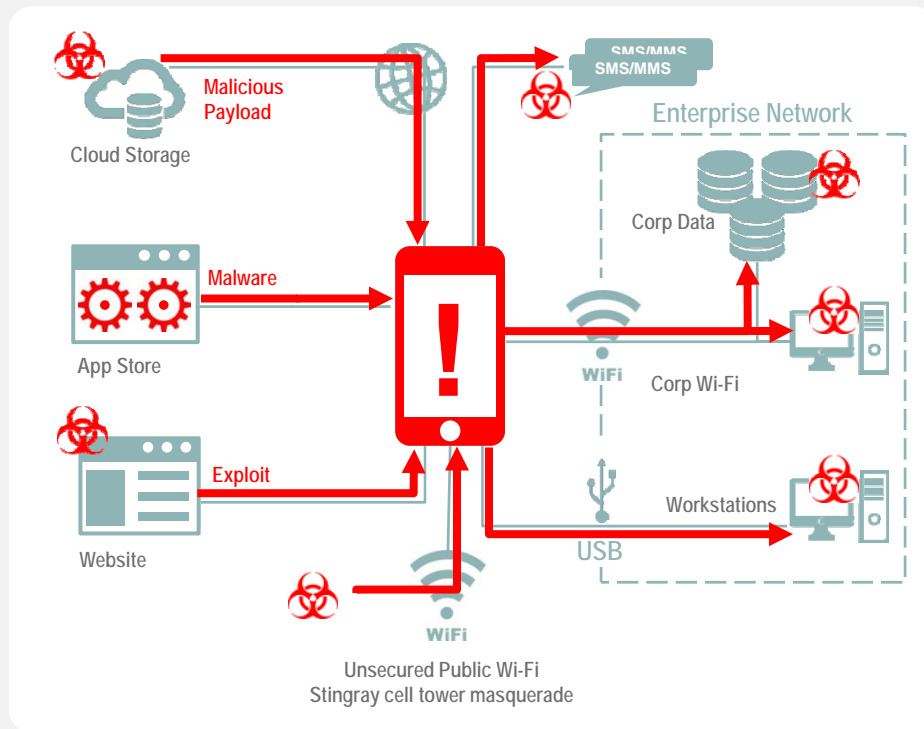 SMS/MMS
SMS/MMS
Malicious
Payload
Cloud Storage
Enterprise Network
Corp Data
Malware
App Store
!
WiFi
Corp Wi-Fi
Exploit
Website
Workstations
USB
WiFi
Unsecured Public Wi-Fi
Stingray cell tower masquerade